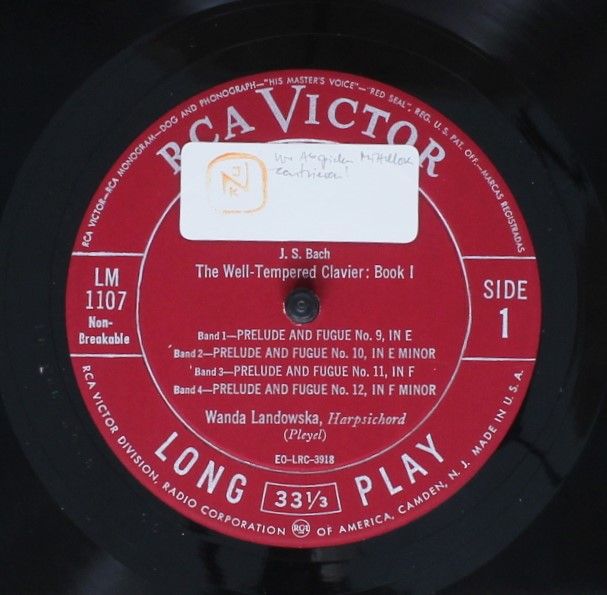 RCA VICTOR—RCA MONOGRAM—DOG AND PHONOGRAPH—"HIS MASTER'S VOICE"—"RED SEAL", REG. U.S. PAT. OFF.—MARCAS REGISTRADAS
RCA VICTOR
J
N
K
J. S. Bach
The Well-Tempered Clavier: Book I
LM
1107
Non-
Breakable
SIDE
1
Band 1—PRELUDE AND FUGUE No. 9, IN E
Band 2—PRELUDE AND FUGUE No. 10, IN E MINOR
Band 3—PRELUDE AND FUGUE No. 11, IN F
Band 4—PRELUDE AND FUGUE No. 12, IN F MINOR
Wanda Landowska, Harpsichord
(Pleyel)
EO-LRC-3918
LONG 33 1/3 PLAY
RCA VICTOR DIVISION, RADIO CORPORATION RCA OF AMERICA, CAMDEN, N. J. MADE IN U.S.A.